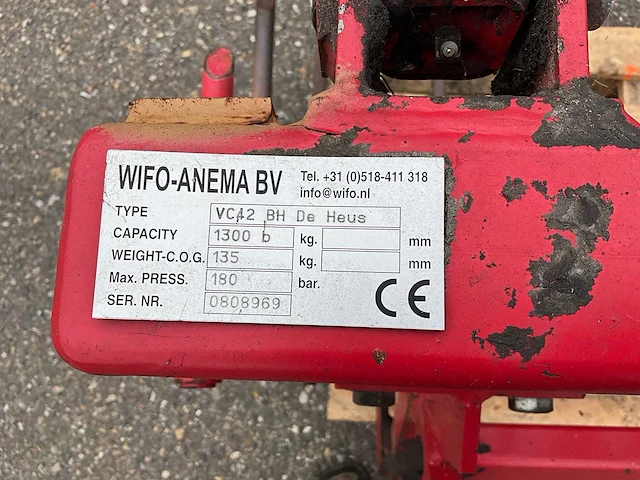 WIFO-ANEMA BV Tel. +31 (0)518-411 318
info@wifo.nl
TYPE VC42 BH De Heus
CAPACITY 1300 b kg. mm
WEIGHT-C.O.G. 135 kg. mm
Max. PRESS. 180 bar.
SER. NR. 0808969 CE